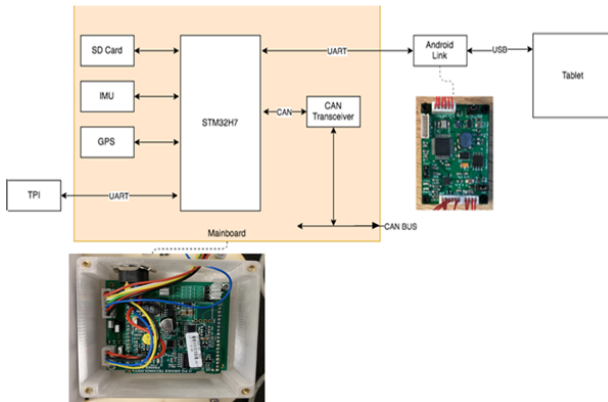 SD Card
IMU
GPS
STM32H7
UART
Android
Link
USB
Tablet
CAN
CAN
Transceiver
TPI
UART
CAN BUS
Mainboard